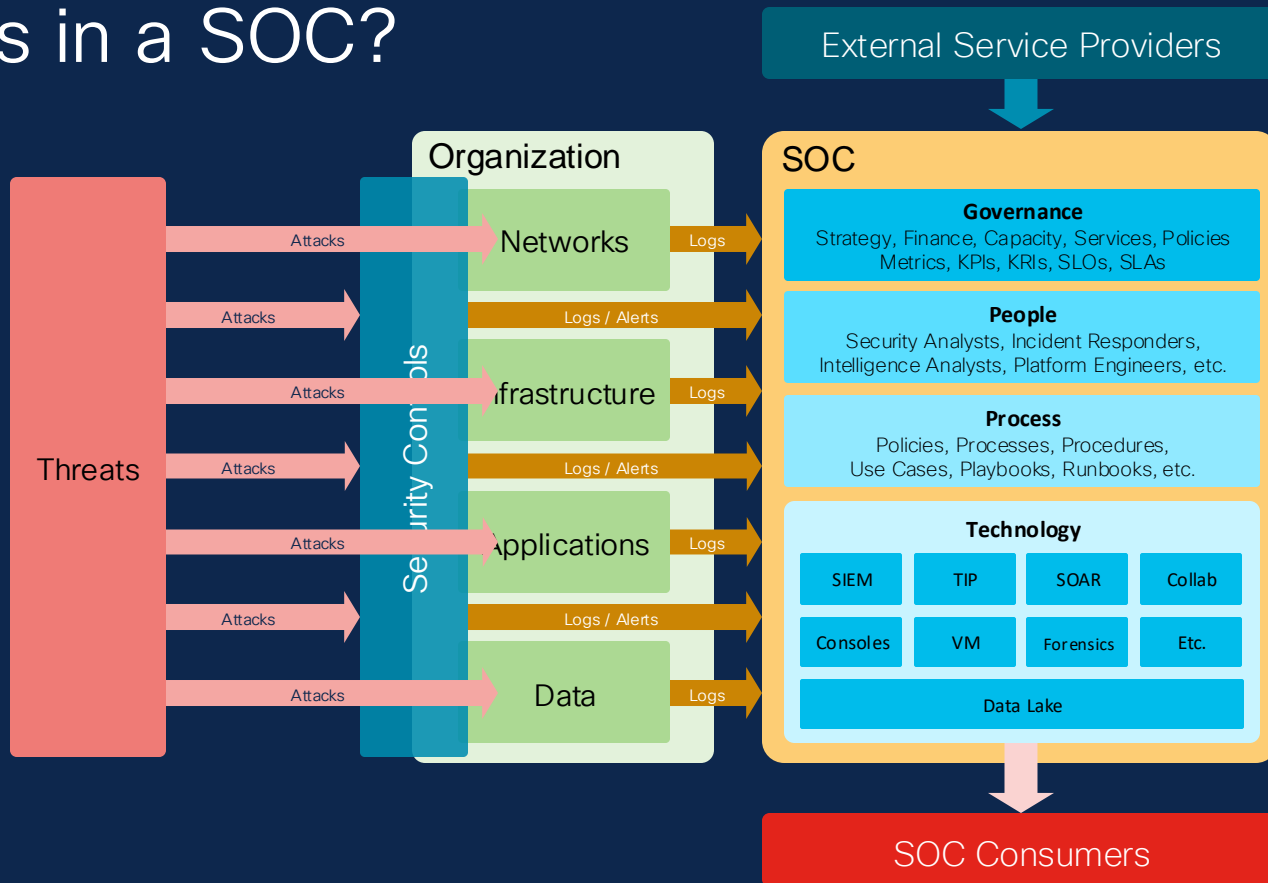 s in a SOC?
External Service Providers
Organization
SOC
Threats
Security Controls
Attacks
Networks
Logs
Attacks
Logs / Alerts
Attacks
Infrastructure
Logs
Attacks
Logs / Alerts
Attacks
Applications
Logs
Attacks
Logs / Alerts
Attacks
Data
Logs
Governance
Strategy, Finance, Capacity, Services, Policies
Metrics, KPIs, KRIs, SLOs, SLAs
People
Security Analysts, Incident Responders,
Intelligence Analysts, Platform Engineers, etc.
Process
Policies, Processes, Procedures,
Use Cases, Playbooks, Runbooks, etc.
Technology
SIEM
TIP
SOAR
Collab
Consoles
VM
Forensics
Etc.
Data Lake
SOC Consumers